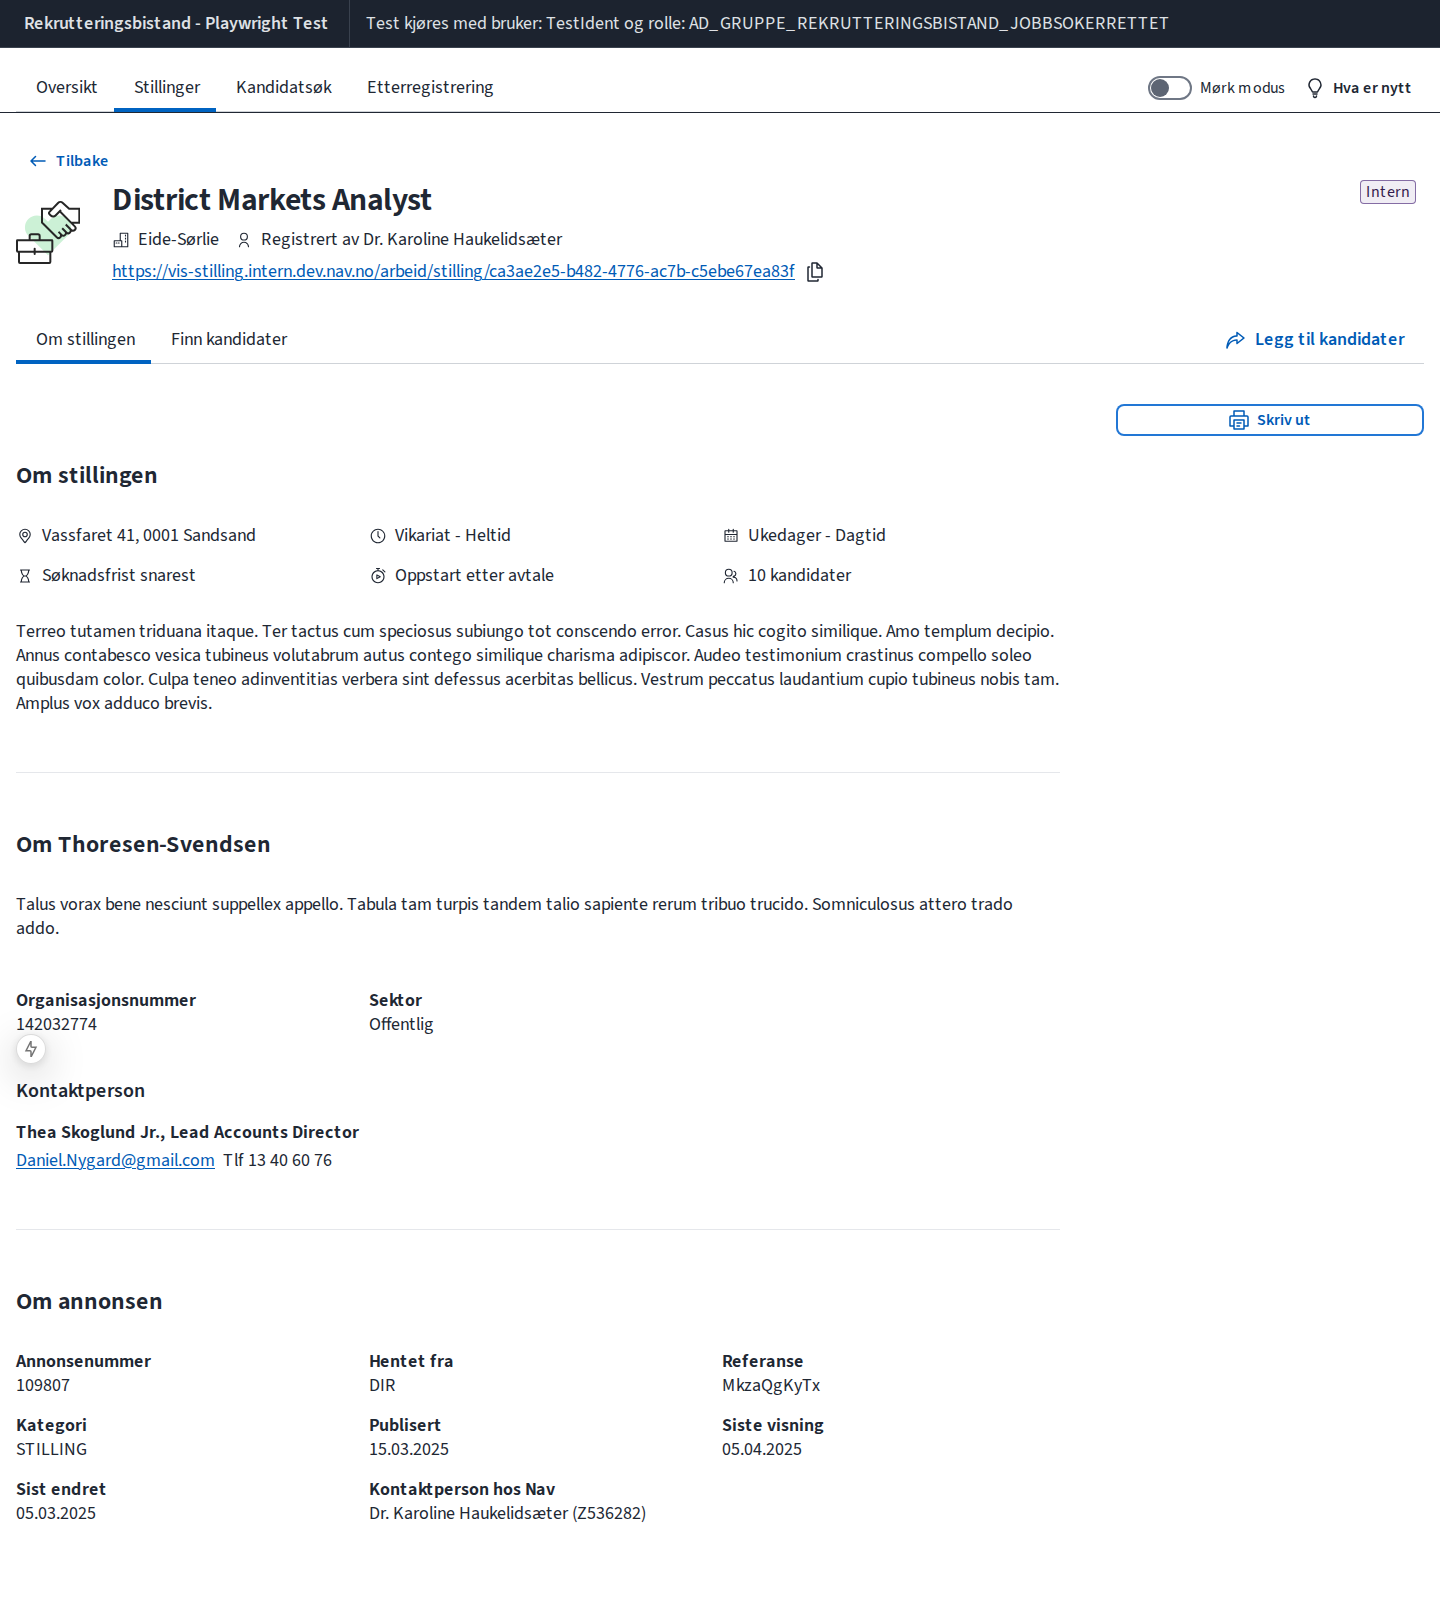 Rekrutteringsbistand - Playwright Test
Test kjøres med bruker: TestIdent og rolle: AD_GRUPPE_REKRUTTERINGSBISTAND_JOBBSOKERRETTET
Oversikt
Stillinger
Kandidatsøk
Etterregistrering
Mørk modus
Hva er nytt
Tilbake
District Markets Analyst
Intern
Eide-Sørlie
Registrert av Dr. Karoline Haukelidsæter
https://vis-stilling.intern.dev.nav.no/arbeid/stilling/ca3ae2e5-b482-4776-ac7b-c5ebe67ea83f
Om stillingen
Finn kandidater
Legg til kandidater
Skriv ut
Om stillingen
Vassfaret 41, 0001 Sandsand
Vikariat - Heltid
Ukedager - Dagtid
Søknadsfrist snarest
Oppstart etter avtale
10 kandidater
Terreo tutamen triduana itaque. Ter tactus cum speciosus subiungo tot conscendo error. Casus hic cogito similique. Amo templum decipio.
Annus contabesco vesica tubineus volutabrum autus contego similique charisma adipiscor. Audeo testimonium crastinus compello soleo
quibusdam color. Culpa teneo adinventitias verbera sint defessus acerbitas bellicus. Vestrum peccatus laudantium cupio tubineus nobis tam.
Amplus vox adduco brevis.
Om Thoresen-Svendsen
Talus vorax bene nesciunt suppellex appello. Tabula tam turpis tandem talio sapiente rerum tribuo trucido. Somniculosus attero trado
addo.
Organisasjonsnummer
142032774
Sektor
Offentlig
Kontaktperson
Thea Skoglund Jr., Lead Accounts Director
Daniel.Nygard@gmail.com Tlf 13 40 60 76
Om annonsen
Annonsenummer
109807
Hentet fra
DIR
Referanse
MkzaQgKyTx
Kategori
STILLING
Publisert
15.03.2025
Siste visning
05.04.2025
Sist endret
05.03.2025
Kontaktperson hos Nav
Dr. Karoline Haukelidsæter (Z536282)